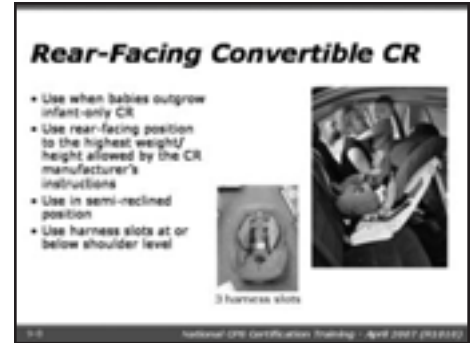 Rear-Facing Convertible CR
• Use when babies outgrow
infant-only CR
• Use rear-facing position
to the highest weight/
height allowed by the CR
manufacturer's
instructions
• Use in semi-reclined
position
• Use harness slots at or
below shoulder level
3 harness slots
National CPS Certification Training - April 2007 (R1010)